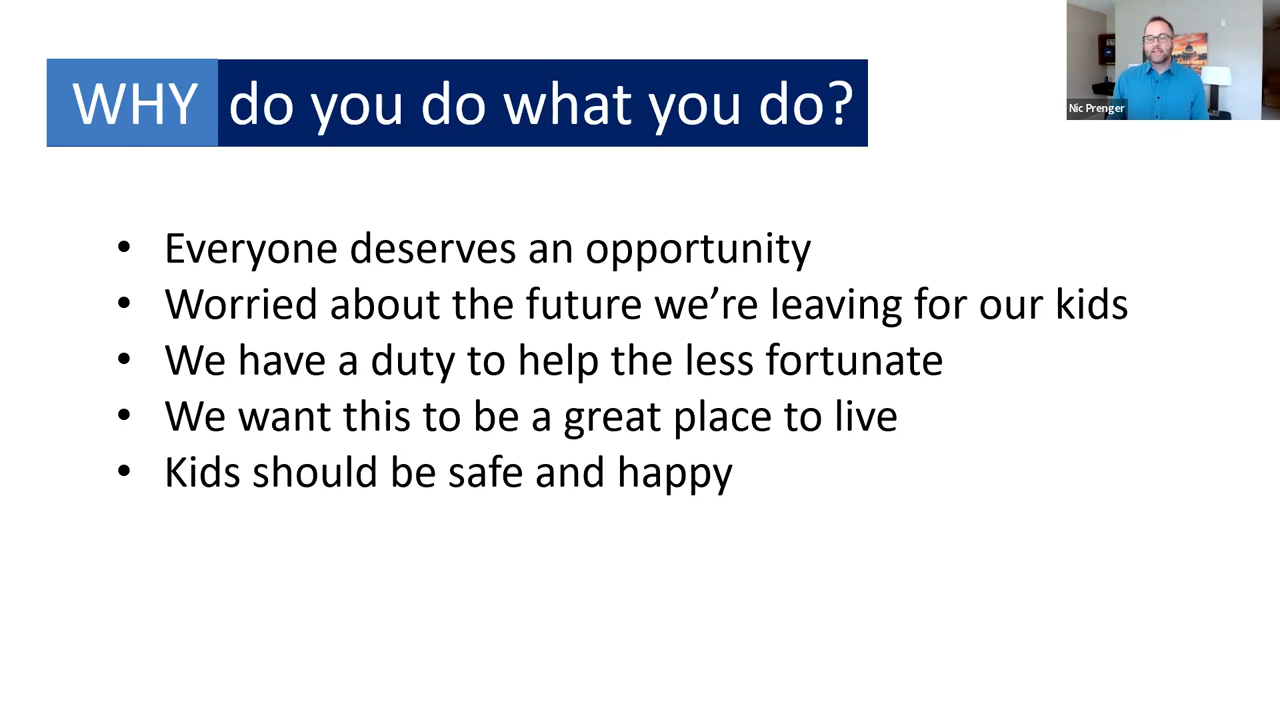 WHY do you do what you do?
Nic Prenger
• Everyone deserves an opportunity
• Worried about the future we’re leaving for our kids
• We have a duty to help the less fortunate
• We want this to be a great place to live
• Kids should be safe and happy